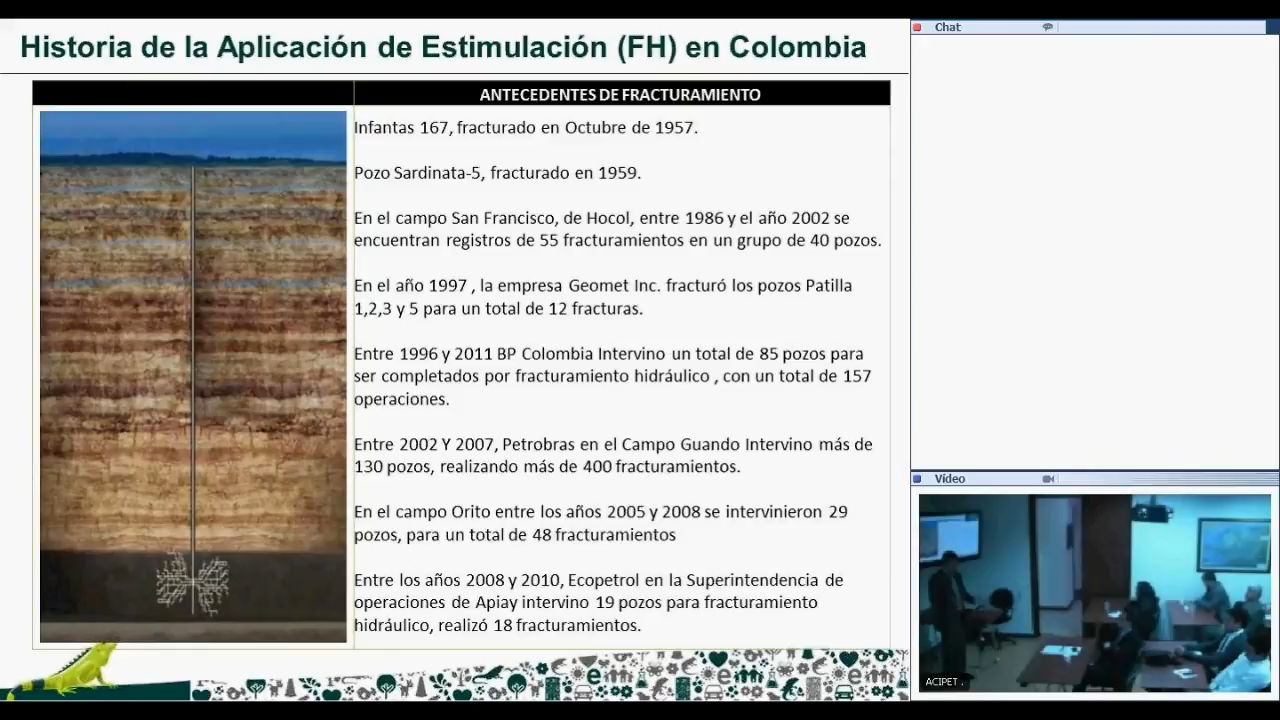 Historia de la Aplicación de Estimulación (FH) en Colombia
ANTECEDENTES DE FRACTURAMIENTO
Infantas 167, fracturado en Octubre de 1957.
Pozo Sardinata-5, fracturado en 1959.
En el campo San Francisco, de Hocol, entre 1986 y el año 2002 se
encuentran registros de 55 fracturamientos en un grupo de 40 pozos.
En el año 1997 , la empresa Geomet Inc. fracturó los pozos Patilla
1,2,3 y 5 para un total de 12 fracturas.
Entre 1996 y 2011 BP Colombia Intervino un total de 85 pozos para
ser completados por fracturamiento hidráulico , con un total de 157
operaciones.
Entre 2002 Y 2007, Petrobras en el Campo Guando Intervino más de
130 pozos, realizando más de 400 fracturamientos.
En el campo Orito entre los años 2005 y 2008 se intervinieron 29
pozos, para un total de 48 fracturamientos
Entre los años 2008 y 2010, Ecopetrol en la Superintendencia de
operaciones de Apiay intervino 19 pozos para fracturamiento
hidráulico, realizó 18 fracturamientos.
Chat
Vídeo
ACIPET .